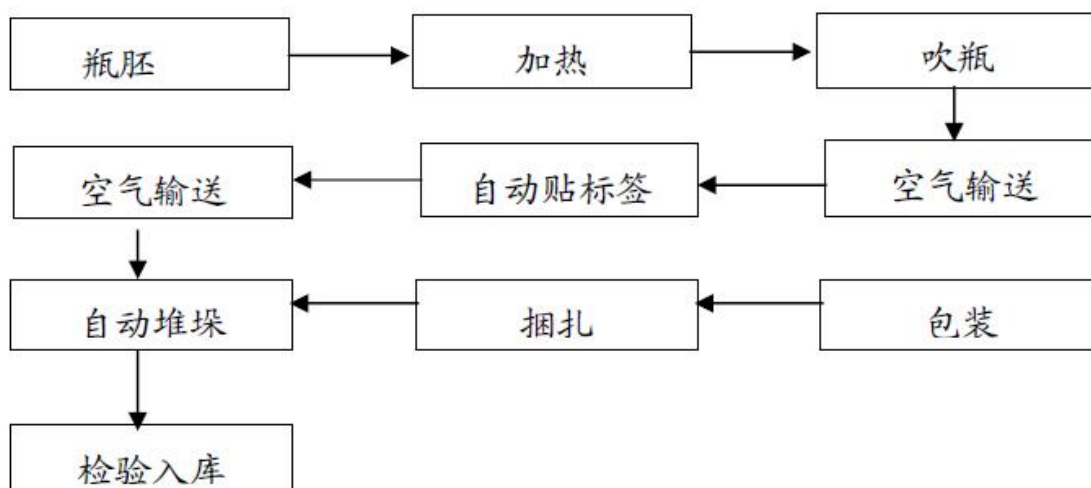 瓶胚
加热
吹瓶
空气输送
自动贴标签
空气输送
自动堆垛
捆扎
包装
检验入库